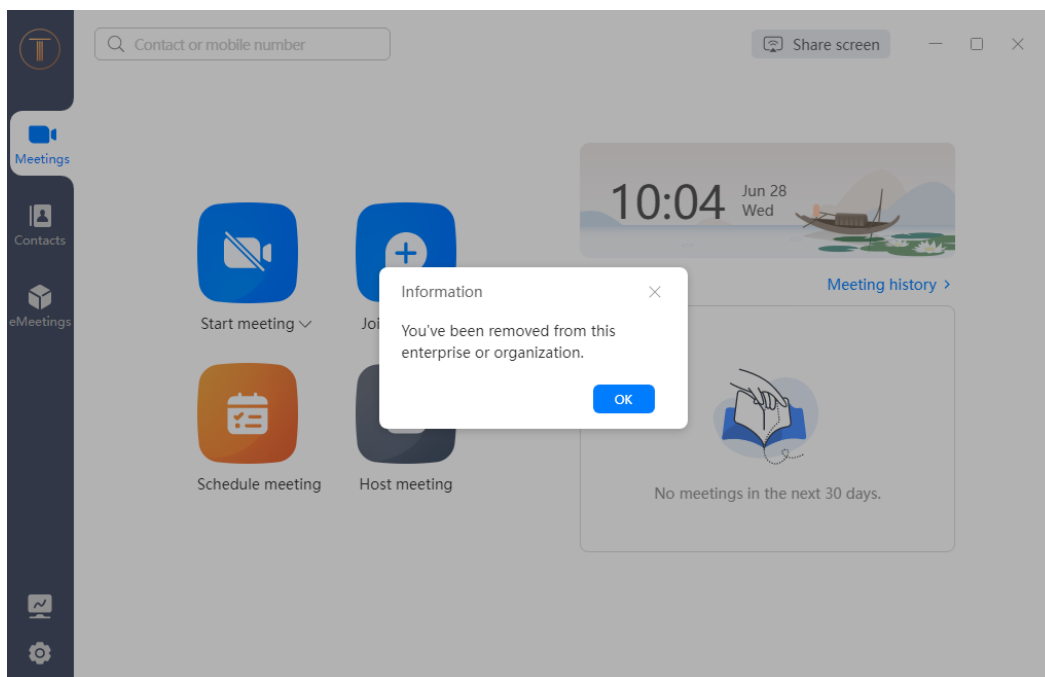 Contact or mobile number
Share screen
Meetings
Contacts
eMeetings
10:04
Jun 28
Wed
Meeting history >
Start meeting
Information
You've been removed from this
enterprise or organization.
OK
Schedule meeting
Host meeting
No meetings in the next 30 days.